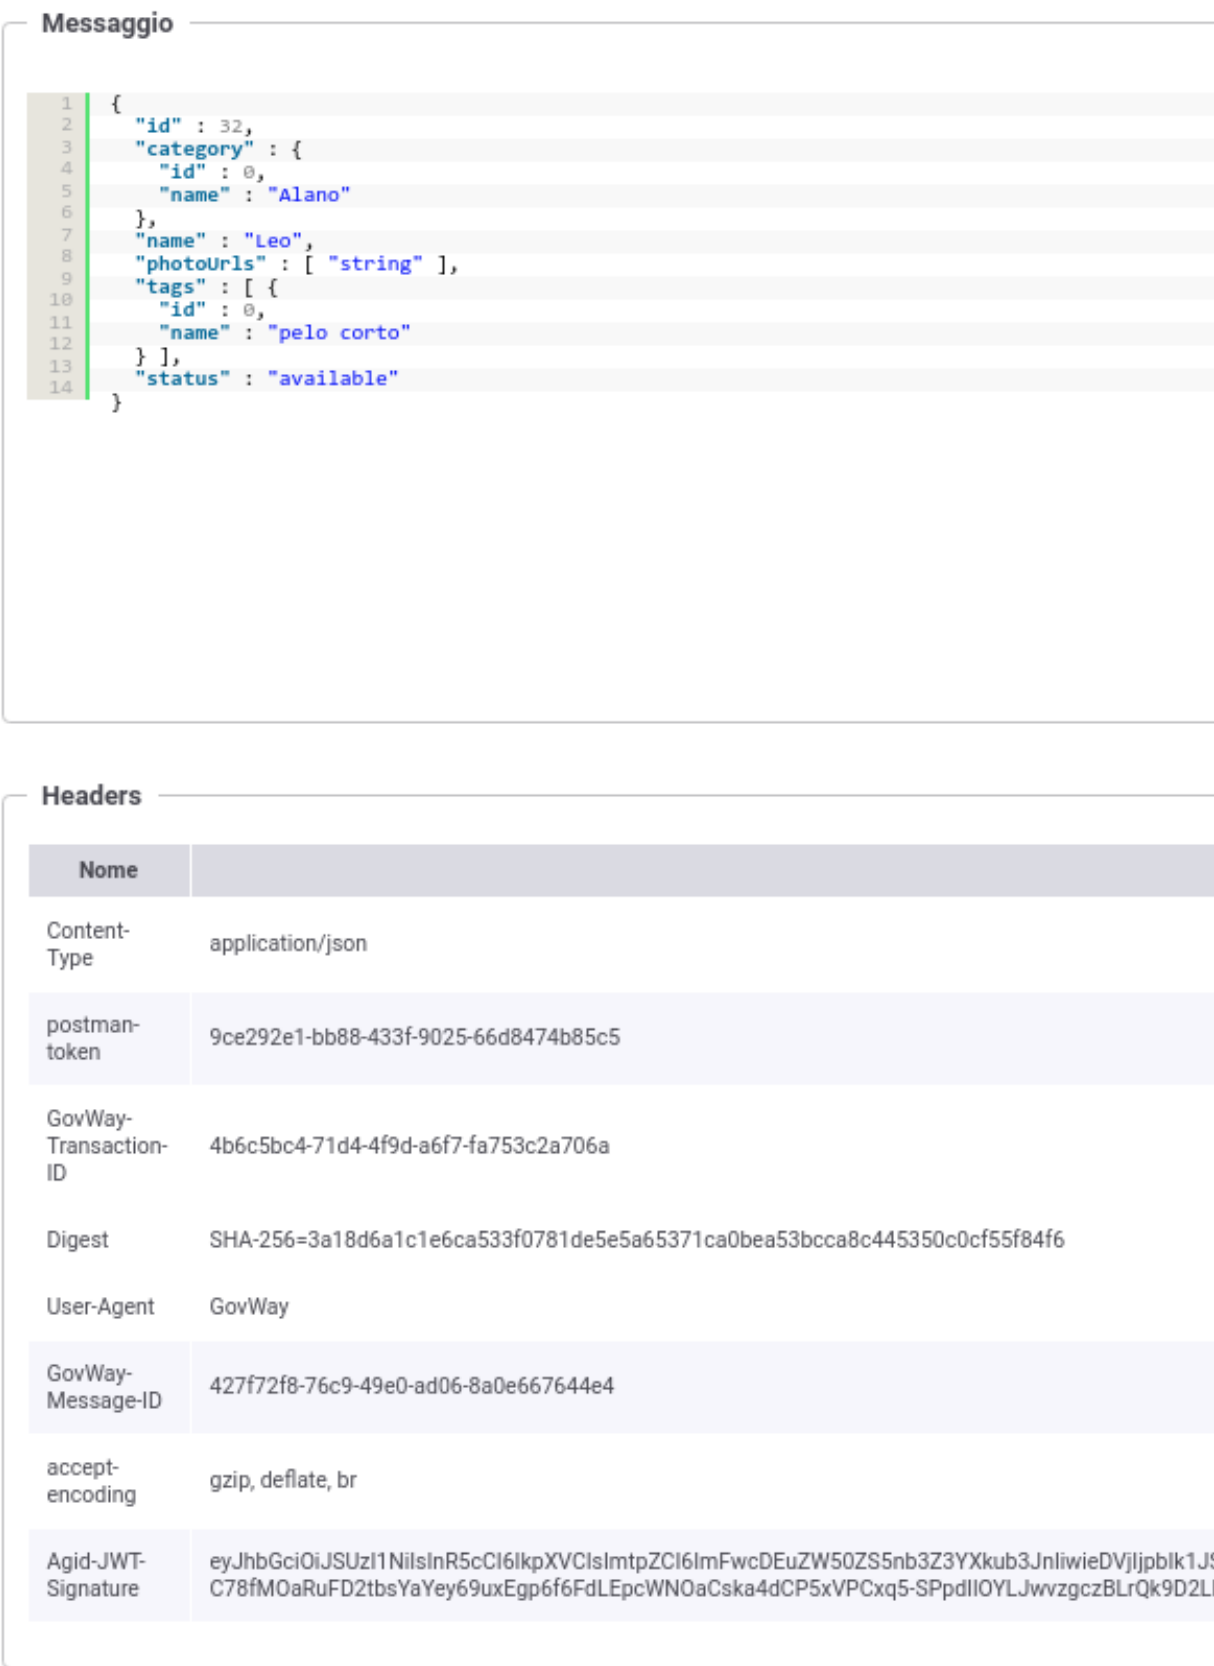 Messaggio
1 {
2 "id" : 32,
3 "category" : {
4 "id" : 0,
5 "name" : "Alano"
6 },
7 "name" : "Leo",
8 "photoUrls" : [ "string" ],
9 "tags" : [ {
10 "id" : 0,
11 "name" : "pelo corto"
12 } ],
13 "status" : "available"
14 }
Headers
Nome
Content-
Type
application/json
postman-
token
9ce292e1-bb88-433f-9025-66d8474b85c5
GovWay-
Transaction-
ID
4b6c5bc4-71d4-4f9d-a6f7-fa753c2a706a
Digest
SHA-256=3a18d6a1c1e6ca533f0781de5e5a65371ca0bea53bcca8c445350c0cf55f84f6
User-Agent
GovWay
GovWay-
Message-ID
427f72f8-76c9-49e0-ad06-8a0e667644e4
accept-
encoding
gzip, deflate, br
Agid-JWT-
Signature
eyJhbGciOiJSUzI1NiIsInR5cCI6IkpXVCIsImtpZCI6ImFwcDEuZW50ZS5nb3Z3YXkub3JnIiwieDVjIjpbIk1JS
C78fMOaRuFD2tbsYaYey69uxEgp6f6FdLEpcWNOaCska4dCP5xVPCxq5-SPpdIlOYLJwvzgczBLrQk9D2L